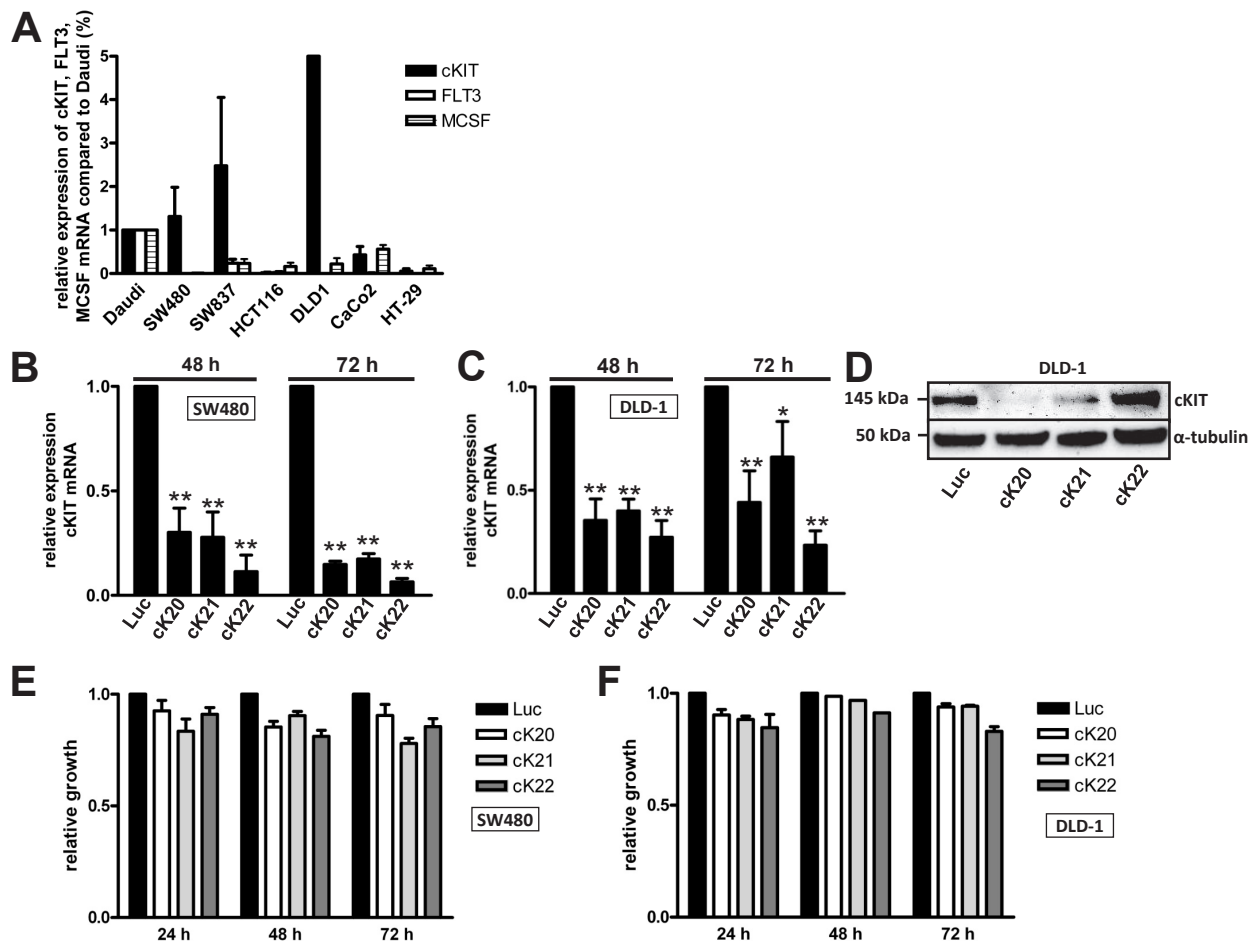 A
relative expression of cKIT, FLT3,
MCSF mRNA compared to Daudi (%)
5
4
3
2
1
0
cKIT
FLT3
MCSF
Daudi
SW480
SW837
HCT116
DLD1
CaCo2
HT-29
B
48 h
72 h
relative expression
cKIT mRNA
1.0
0.5
0.0
SW480
** ** **
** ** **
Luc
cK20
cK21
cK22
Luc
cK20
cK21
cK22
C
48 h
72 h
relative expression
cKIT mRNA
1.0
0.5
0.0
DLD-1
** ** **
** * **
Luc
cK20
cK21
cK22
Luc
cK20
cK21
cK22
D
DLD-1
145 kDa
cKIT
50 kDa
α-tubulin
Luc
cK20
cK21
cK22
E
relative growth
1.0
0.5
0.0
24 h
48 h
72 h
Luc
cK20
cK21
cK22
SW480
F
relative growth
1.0
0.5
0.0
24 h
48 h
72 h
Luc
cK20
cK21
cK22
DLD-1